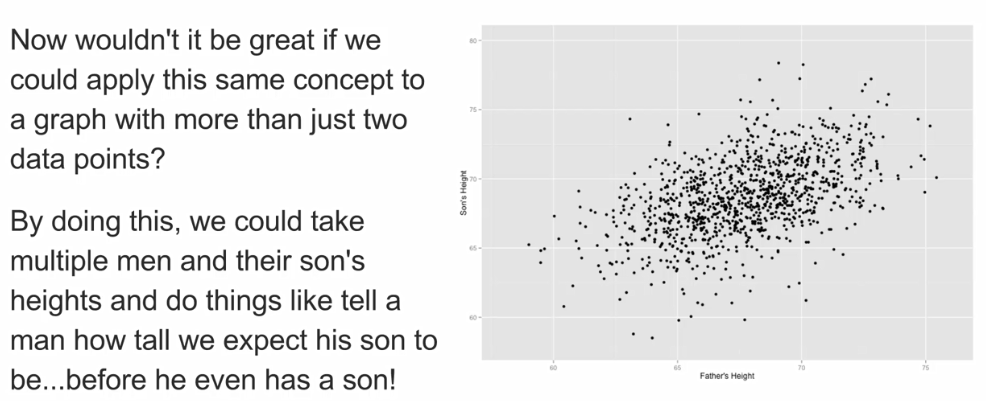 Now wouldn't it be great if we
could apply this same concept to
a graph with more than just two
data points?
By doing this, we could take
multiple men and their son's
heights and do things like tell a
man how tall we expect his son to
be...before he even has a son!
80
75
70
65
60
Son's Height
60 65 70 75
Father's Height